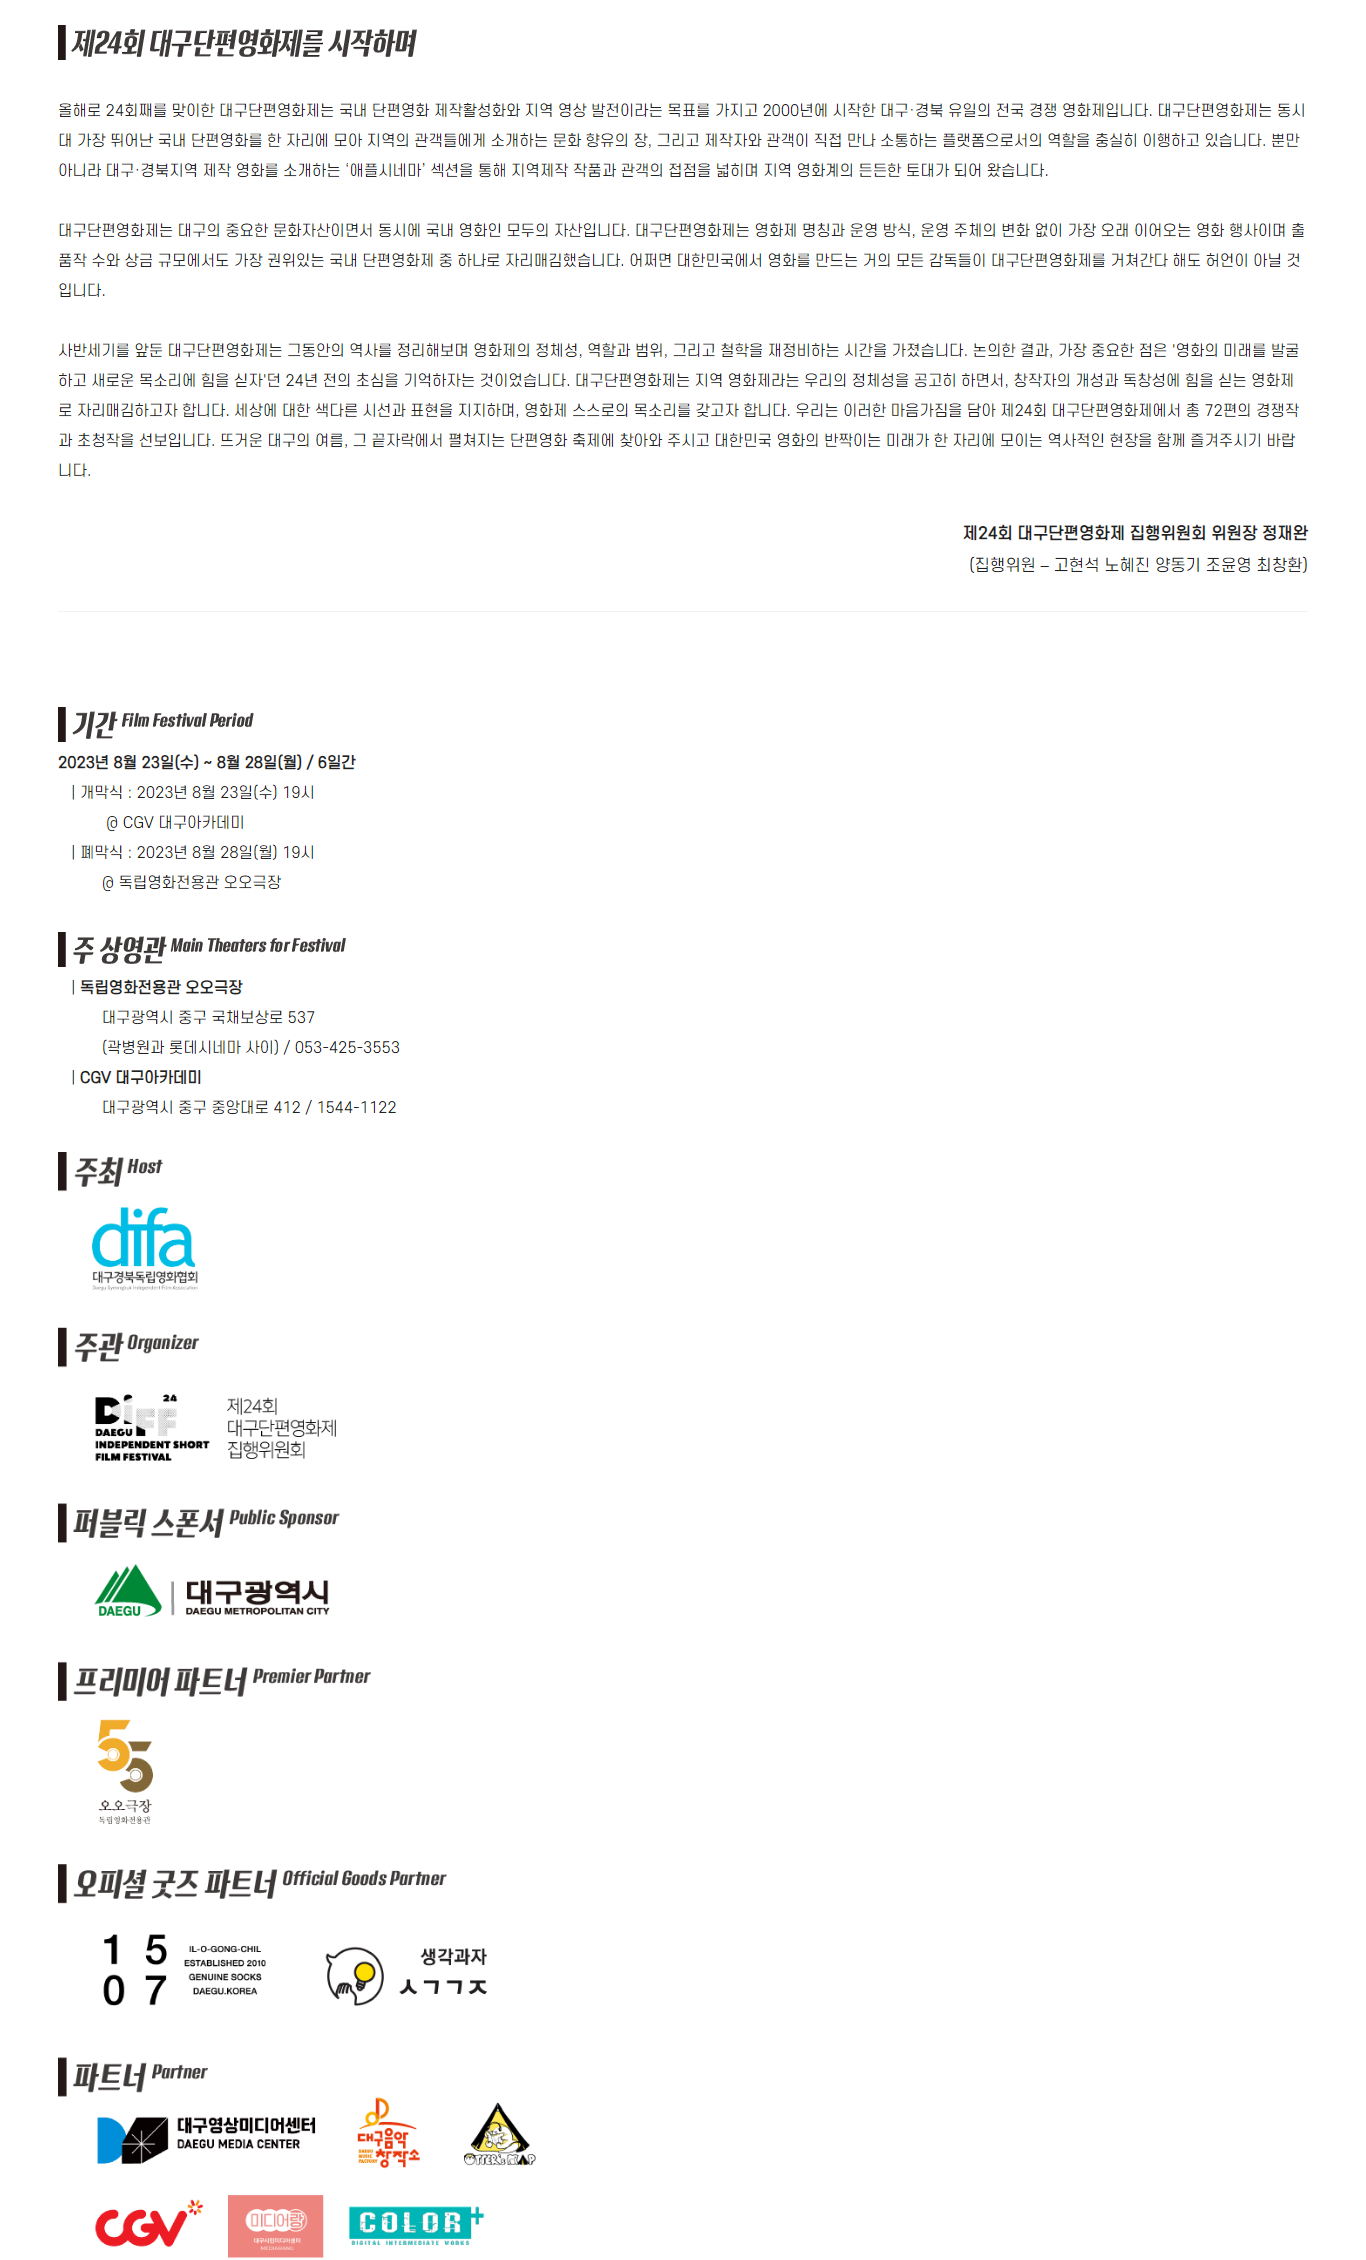 제24회 대구단편영화제를 시작하며
올해로 24회째를 맞이한 대구단편영화제는 국내 단편영화 제작활성화와 지역 영상 발전이라는 목표를 가지고 2000년에 시작한 대구·경북 유일의 전국 경쟁 영화제입니다. 대구단편영화제는 동시
대 가장 뛰어난 국내 단편영화를 한 자리에 모아 지역의 관객들에게 소개하는 문화 향유의 장, 그리고 제작자와 관객이 직접 만나 소통하는 플랫폼으로서의 역할을 충실히 이행하고 있습니다. 뿐만
아니라 대구·경북지역 제작 영화를 소개하는 ‘애플시네마’ 섹션을 통해 지역제작 작품과 관객의 접점을 넓히며 지역 영화계의 든든한 토대가 되어 왔습니다.
대구단편영화제는 대구의 중요한 문화자산이면서 동시에 국내 영화인 모두의 자산입니다. 대구단편영화제는 영화제 명칭과 운영 방식, 운영 주체의 변화 없이 가장 오래 이어오는 영화 행사이며 출
품작 수와 상금 규모에서도 가장 권위있는 국내 단편영화제 중 하나로 자리매김했습니다. 어쩌면 대한민국에서 영화를 만드는 거의 모든 감독들이 대구단편영화제를 거쳐간다 해도 허언이 아닐 것
입니다.
사반세기를 앞둔 대구단편영화제는 그동안의 역사를 정리해보며 영화제의 정체성, 역할과 범위, 그리고 철학을 재정비하는 시간을 가졌습니다. 논의한 결과, 가장 중요한 점은 '영화의 미래를 발굴
하고 새로운 목소리에 힘을 싣자'던 24년 전의 초심을 기억하자는 것이었습니다. 대구단편영화제는 지역 영화제라는 우리의 정체성을 공고히 하면서, 창작자의 개성과 독창성에 힘을 싣는 영화제
로 자리매김하고자 합니다. 세상에 대한 색다른 시선과 표현을 지지하며, 영화제 스스로의 목소리를 갖고자 합니다. 우리는 이러한 마음가짐을 담아 제24회 대구단편영화제에서 총 72편의 경쟁작
과 초청작을 선보입니다. 뜨거운 대구의 여름, 그 끝자락에서 펼쳐지는 단편영화 축제에 찾아와 주시고 대한민국 영화의 반짝이는 미래가 한 자리에 모이는 역사적인 현장을 함께 즐겨주시기 바랍
니다.
제24회 대구단편영화제 집행위원회 위원장 정재완
(집행위원 – 고현석 노혜진 양동기 조윤영 최창환)
기간 Film Festival Period
2023년 8월 23일(수) ~ 8월 28일(월) / 6일간
| 개막식 : 2023년 8월 23일(수) 19시
@ CGV 대구아카데미
| 폐막식 : 2023년 8월 28일(월) 19시
@ 독립영화전용관 오오극장
주 상영관 Main Theaters for Festival
| 독립영화전용관 오오극장
대구광역시 중구 국채보상로 537
(곽병원과 롯데시네마 사이) / 053-425-3553
| CGV 대구아카데미
대구광역시 중구 중앙대로 412 / 1544-1122
주최 Host
difa
대구경북독립영화협회
Daegu Gyeongbuk Independent Film Association
주관 Organizer
DiFF 24
DAEGU
INDEPENDENT SHORT
FILM FESTIVAL
제24회
대구단편영화제
집행위원회
퍼블릭 스폰서 Public Sponsor
DAEGU
대구광역시
DAEGU METROPOLITAN CITY
프리미어 파트너 Premier Partner
55
오오극장
독립영화전용관
오피셜 굿즈 파트너 Official Goods Partner
1 5
0 7
IL-O-GONG-CHIL
ESTABLISHED 2010
GENUINE SOCKS
DAEGU.KOREA
생각과자
ㅅㄱㄱㅈ
파트너 Partner
대구영상미디어센터
DAEGU MEDIA CENTER
대구음악
창작소
DAEGU
MUSIC
FACTORY
OTTER'S MAP
CGV
미디어랑
대구시청자미디어센터
COLOR+
DIGITAL INTERMEDIATE WORKS